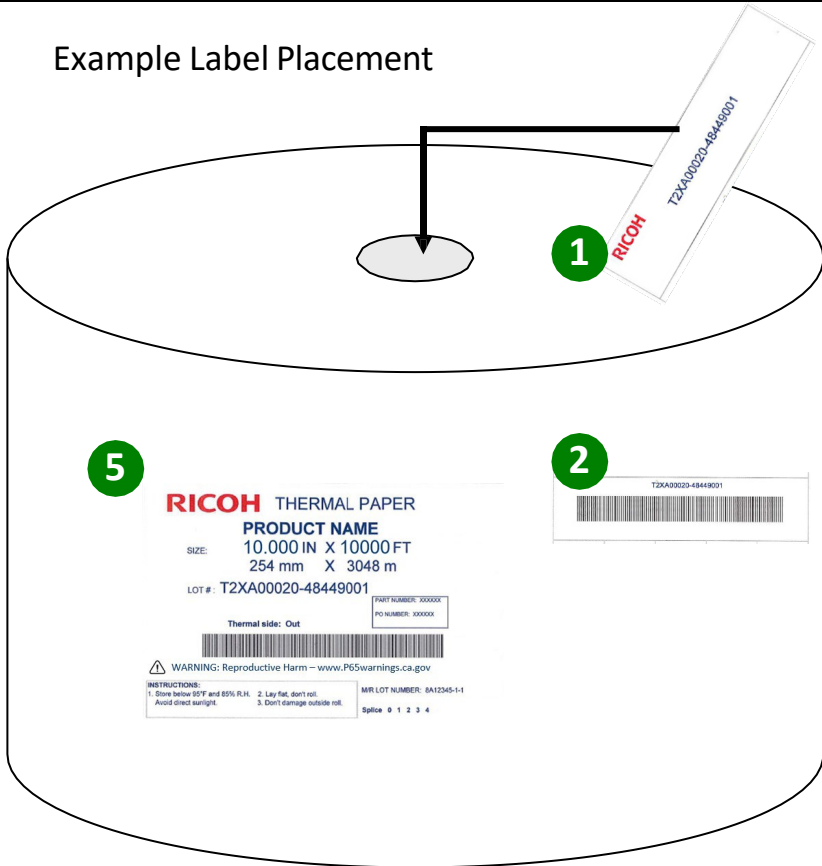 Example Label Placement
RICOH T2XA00020-48449001
1
5
2
T2XA00020-48449001
RICOH THERMAL PAPER
PRODUCT NAME
SIZE: 10.000 IN X 10000 FT
254 mm X 3048 m
LOT # : T2XA00020-48449001
PART NUMBER: XXXXXX
PO NUMBER: XXXXXX
Thermal side: Out
WARNING: Reproductive Harm – www.P65warnings.ca.gov
INSTRUCTIONS:
1. Store below 95°F and 85% R.H. 2. Lay flat, don't roll.
Avoid direct sunlight. 3. Don't damage outside roll.
M/R LOT NUMBER: 8A12345-1-1
Splice 0 1 2 3 4